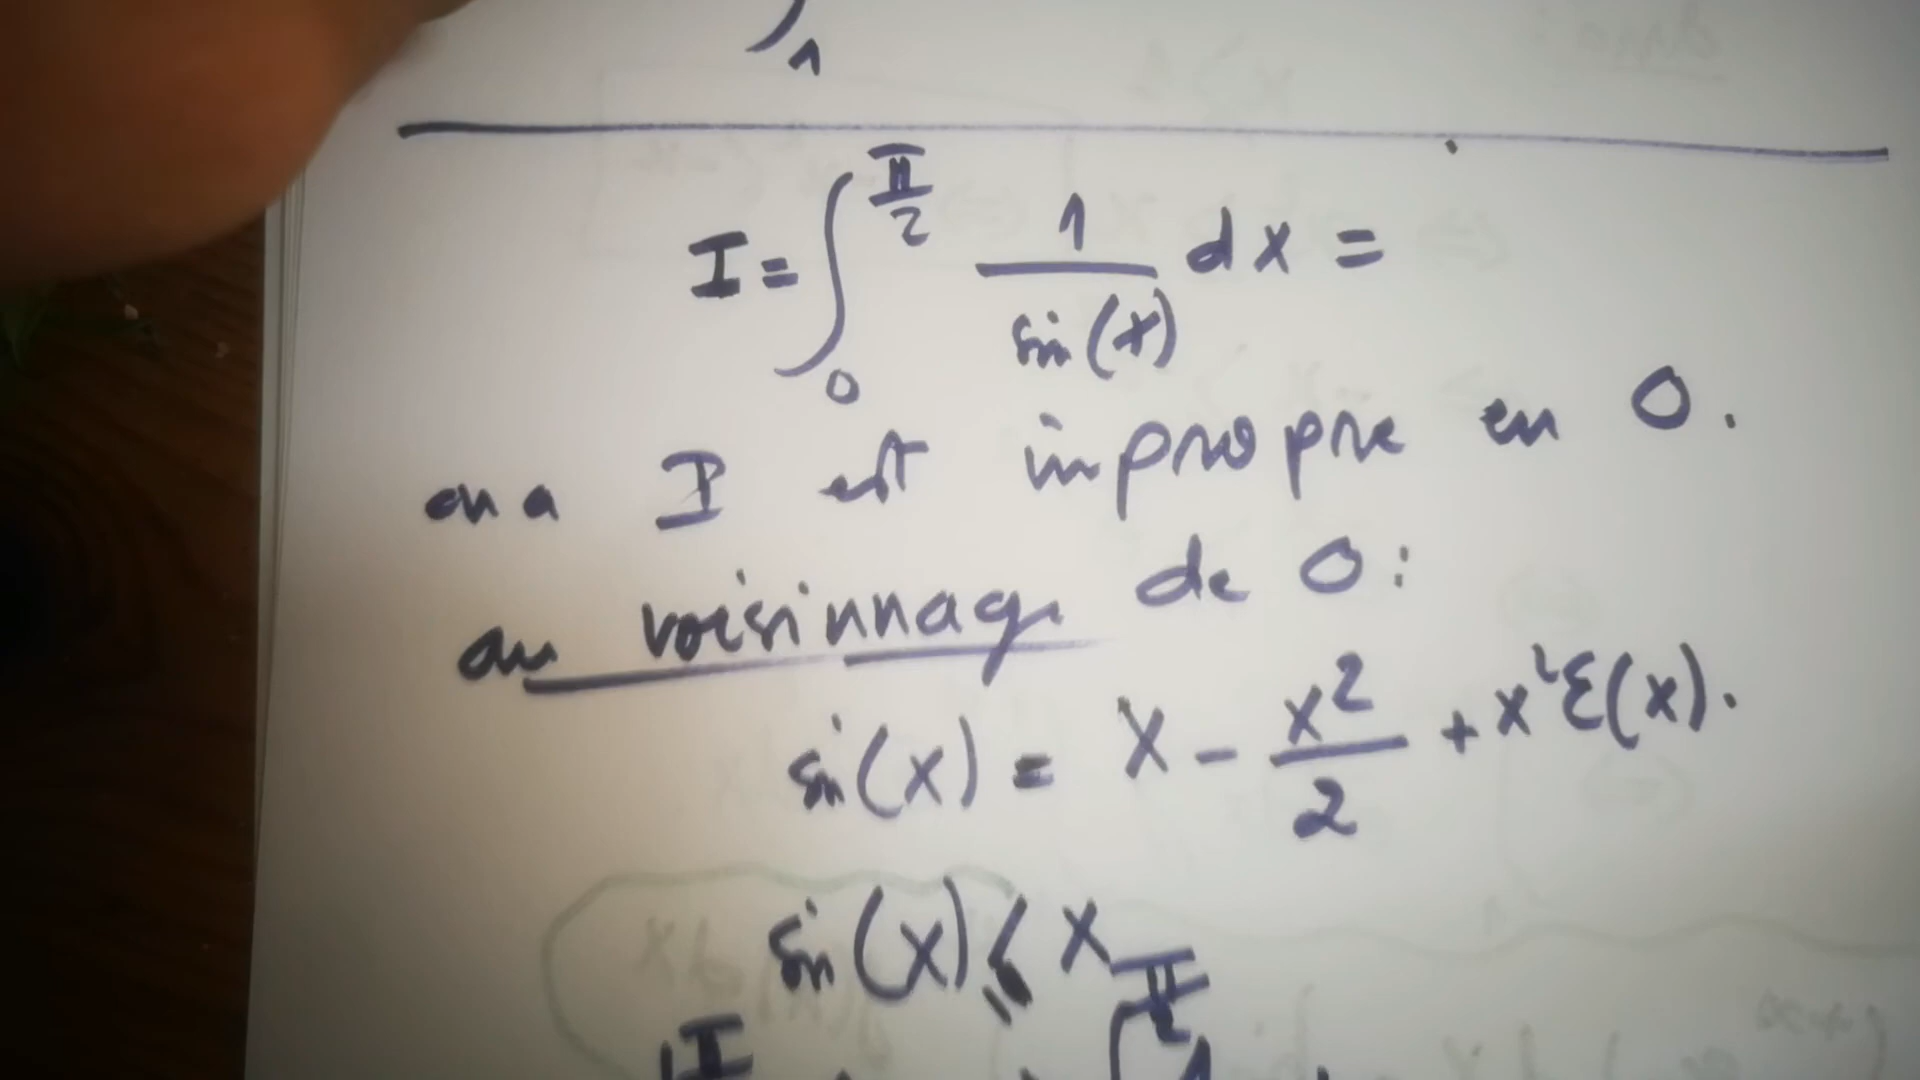 1
I = ∫₀^{π/2} 1/sin(x) dx =
on a I est impropre en 0.
au voisinnage de 0:
sin(x) = x - x²/2 + x²ε(x).
sin(x) ≤ x
I